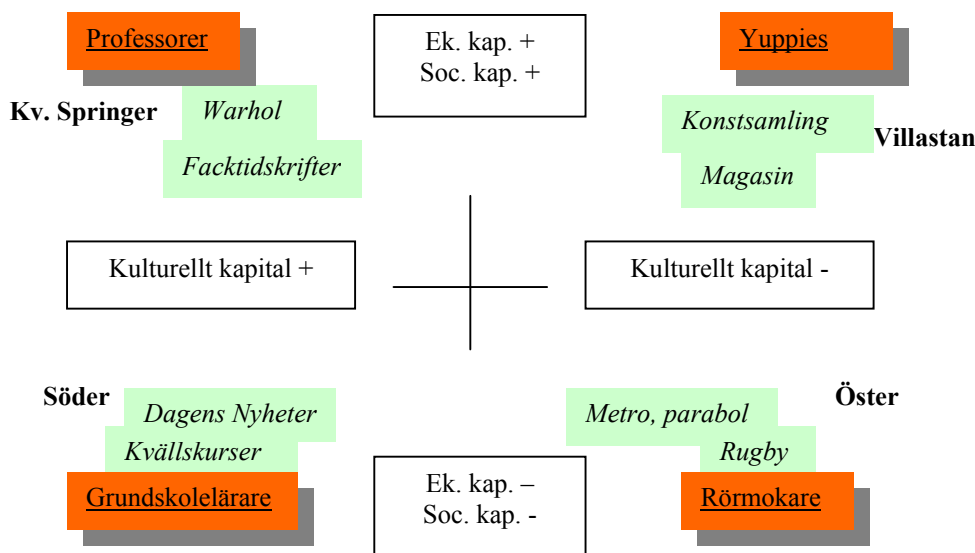 Professorer
Ek. kap. +
Soc. kap. +
Yuppies
Kv. Springer
Warhol
Facktidskrifter
Konstsamling
Villastan
Magasin
Kulturellt kapital +
Kulturellt kapital -
Söder
Dagens Nyheter
Kvällskurser
Grundskolelärare
Metro, parabol
Öster
Rugby
Ek. kap. –
Soc. kap. -
Rörmokare